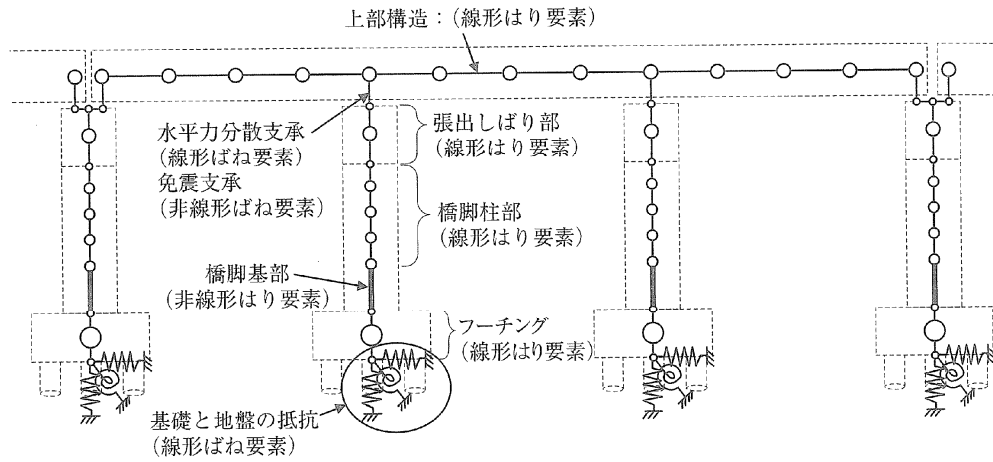 上部構造：（線形はり要素）
水平力分散支承
（線形ばね要素）
免震支承
（非線形ばね要素）
張出しばり部
（線形はり要素）
橋脚柱部
（線形はり要素）
橋脚基部
（非線形はり要素）
フーチング
（線形はり要素）
基礎と地盤の抵抗
（線形ばね要素）